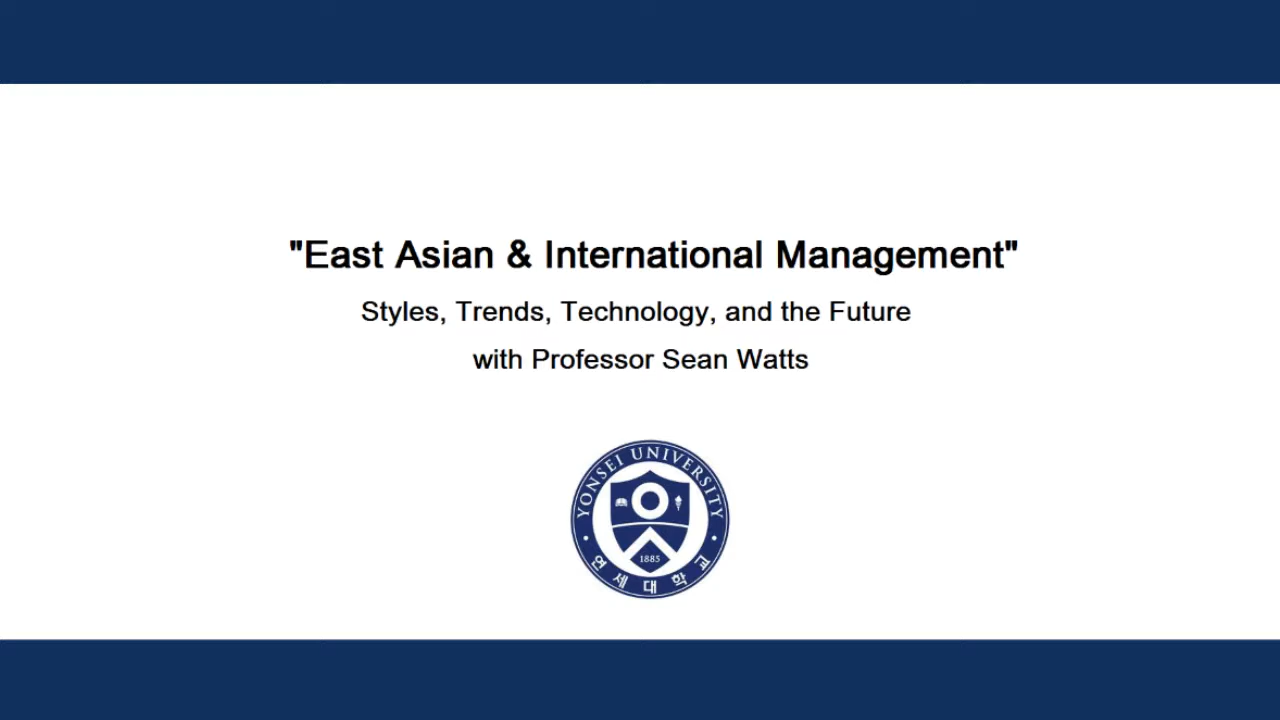 "East Asian & International Management"
Styles, Trends, Technology, and the Future
with Professor Sean Watts
YONSEI UNIVERSITY
1885
연세대학교